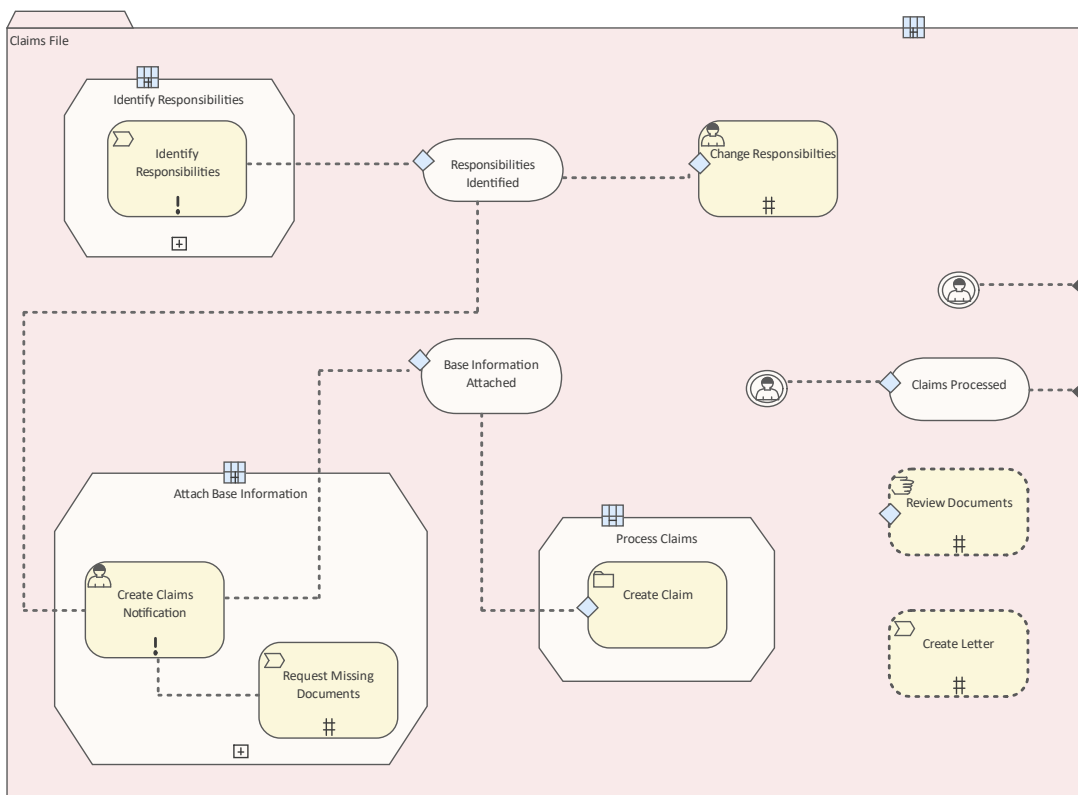 Claims File
Identify Responsibilities
Identify
Responsibilities
Responsibilities
Identified
Change Responsibilties
Base Information
Attached
Claims Processed
Attach Base Information
Review Documents
Process Claims
Create Claims
Notification
Create Claim
Create Letter
Request Missing
Documents